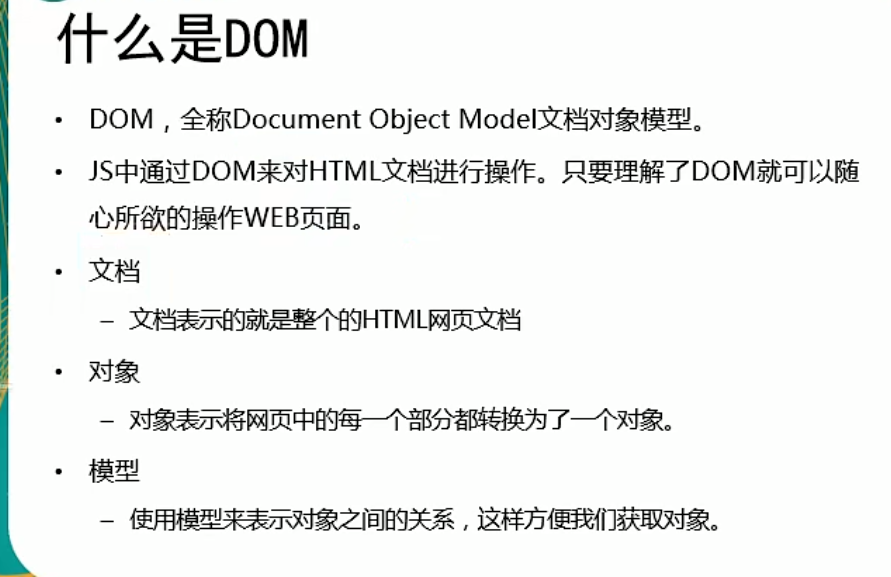 什么是DOM
• DOM，全称Document Object Model文档对象模型。
• JS中通过DOM来对HTML文档进行操作。只要理解了DOM就可以随
心所欲的操作WEB页面。
• 文档
– 文档表示的就是整个的HTML网页文档
• 对象
– 对象表示将网页中的每一个部分都转换为了一个对象。
• 模型
– 使用模型来表示对象之间的关系，这样方便我们获取对象。